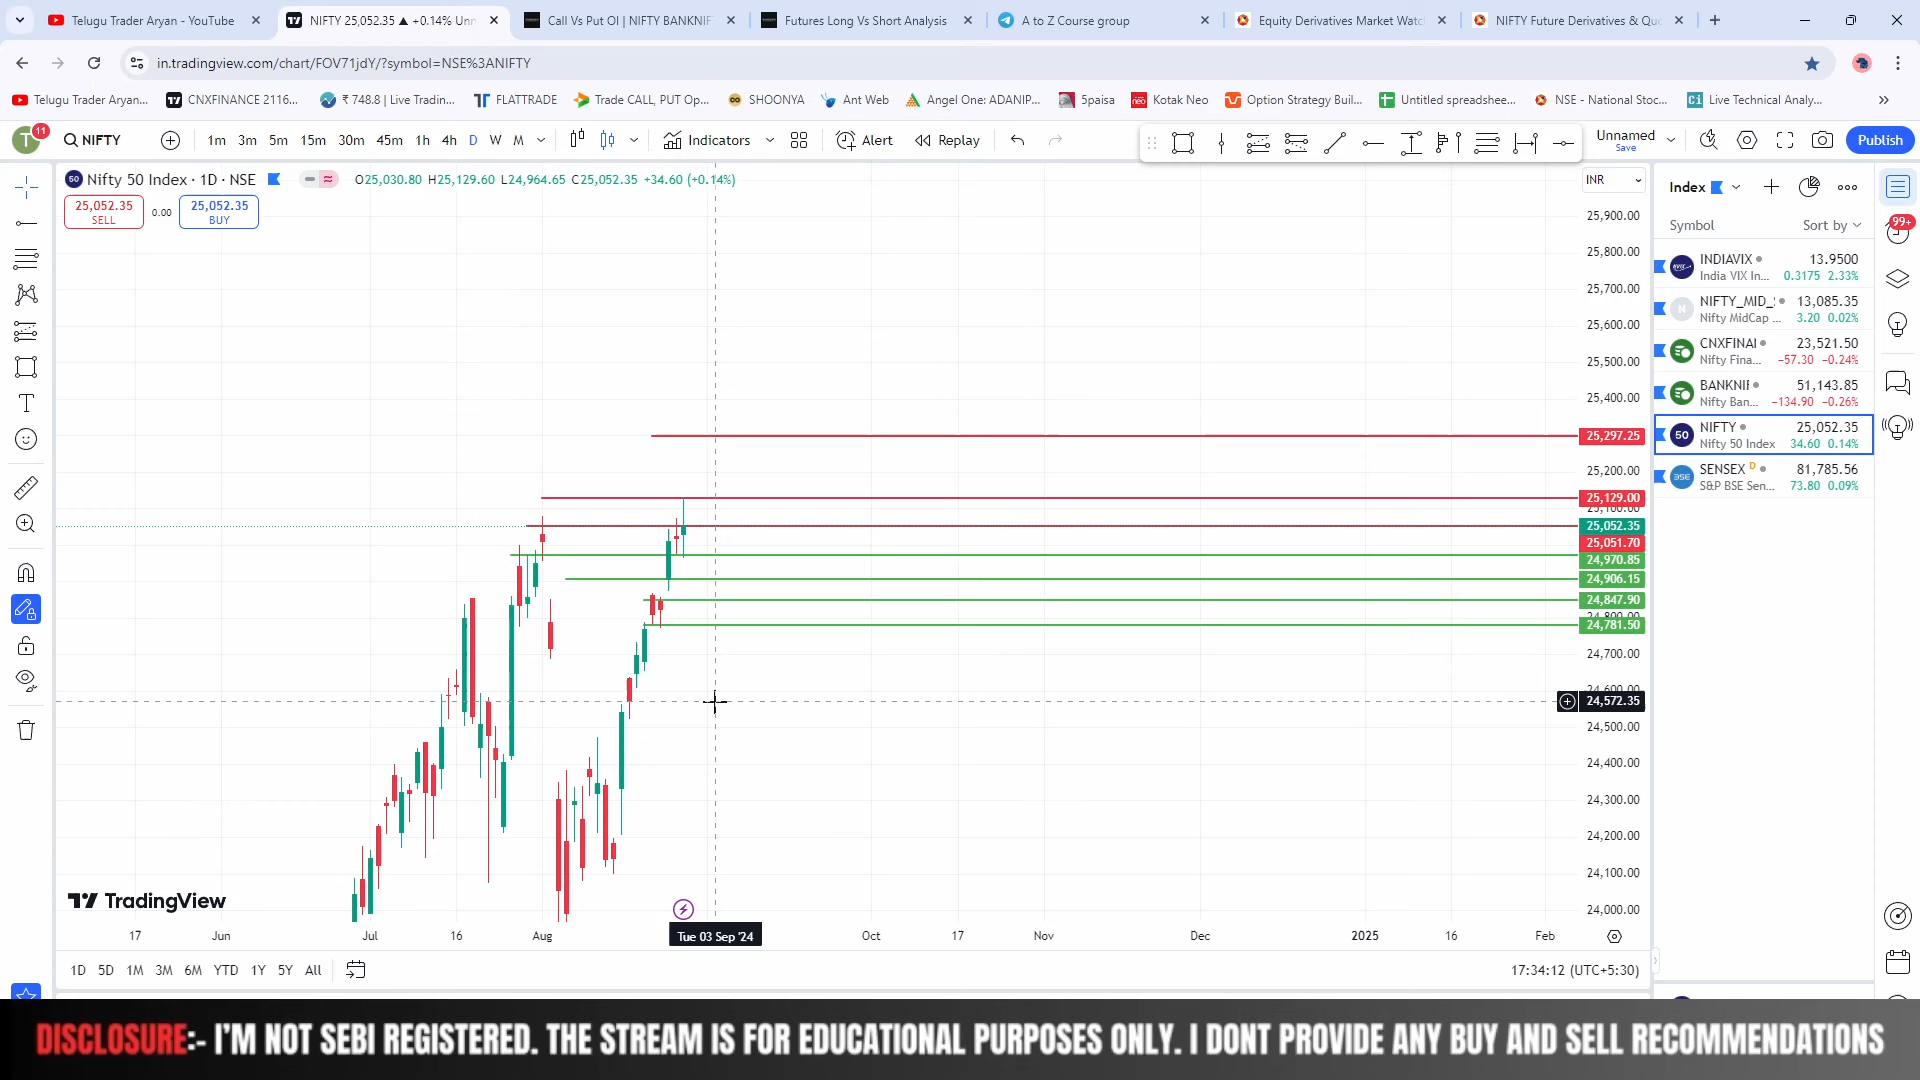 Telugu Trader Aryan - YouTube
NIFTY 25,052.35 ▲ +0.14% Unn
Call Vs Put OI | NIFTY BANKNIF
Futures Long Vs Short Analysis
A to Z Course group
Equity Derivatives Market Watc
NIFTY Future Derivatives & Qu
in.tradingview.com/chart/FOV71jdY/?symbol=NSE%3ANIFTY
Telugu Trader Aryan...
CNXFINANCE 2116...
₹ 748.8 | Live Tradin...
FLATTRADE
Trade CALL, PUT Op...
SHOONYA
Ant Web
Angel One: ADANIP...
5paisa
Kotak Neo
Option Strategy Buil...
Untitled spreadshee...
NSE - National Stoc...
Live Technical Analy...
T 11
NIFTY
1m 3m 5m 15m 30m 45m 1h 4h D W M
Indicators
Alert
Replay
Unnamed
Save
Publish
50 Nifty 50 Index · 1D · NSE
O25,030.80 H25,129.60 L24,964.65 C25,052.35 +34.60 (+0.14%)
25,052.35
SELL
0.00
25,052.35
BUY
INR
25,900.00
25,800.00
25,700.00
25,600.00
25,500.00
25,400.00
25,297.25
25,200.00
25,129.00
25,100.00
25,052.35
25,051.70
24,970.85
24,906.15
24,847.90
24,800.00
24,781.50
24,700.00
24,600.00
24,572.35
24,500.00
24,400.00
24,300.00
24,200.00
24,100.00
24,000.00
TradingView
17 Jun Jul 16 Aug Tue 03 Sep '24 Oct 17 Nov Dec 2025 16 Feb
1D 5D 1M 3M 6M YTD 1Y 5Y All
17:34:12 (UTC+5:30)
Index
Symbol Sort by
99+
INDIAVIX 13.9500
India VIX In... 0.3175 2.33%
N
NIFTY_MID_ 13,085.35
Nifty MidCap ... 3.20 0.02%
CNXFINAI 23,521.50
Nifty Fina... −57.30 −0.24%
BANKNIF 51,143.85
Nifty Ban... −134.90 −0.26%
50
NIFTY 25,052.35
Nifty 50 Index 34.60 0.14%
SENSEX D 81,785.56
S&P BSE Sen... 73.80 0.09%
DISCLOSURE:- I'M NOT SEBI REGISTERED. THE STREAM IS FOR EDUCATIONAL PURPOSES ONLY. I DONT PROVIDE ANY BUY AND SELL RECOMMENDATIONS